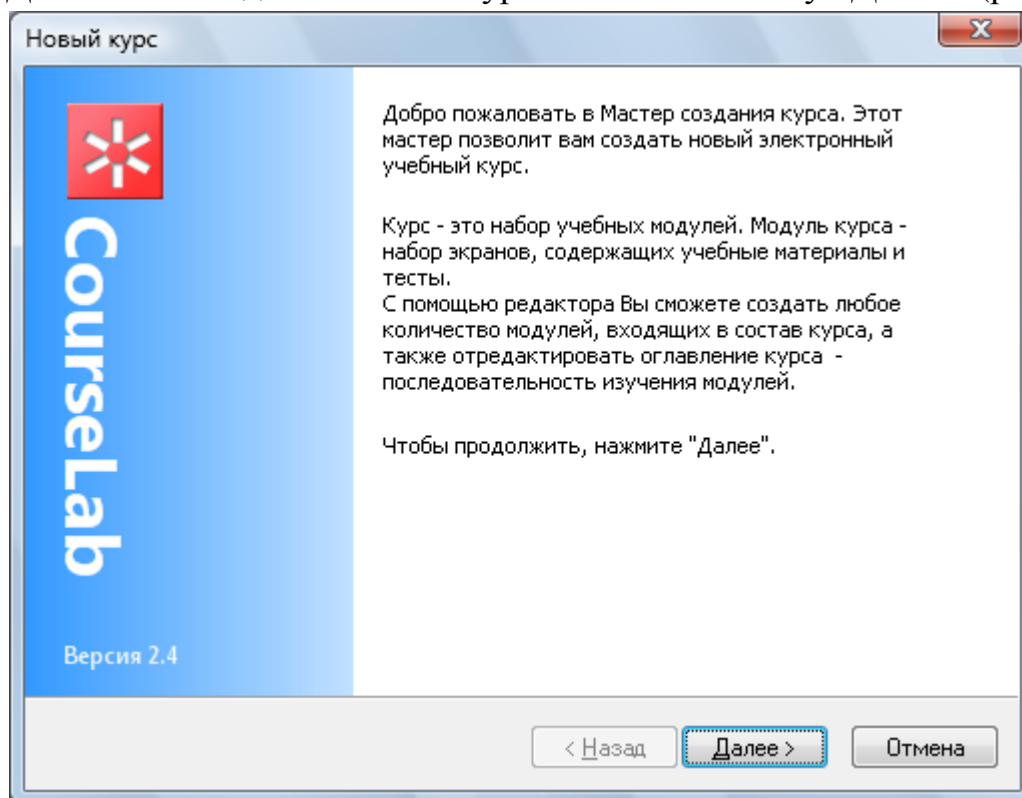 Новый курс
Добро пожаловать в Мастер создания курса. Этот
мастер позволит вам создать новый электронный
учебный курс.
Курс - это набор учебных модулей. Модуль курса -
набор экранов, содержащих учебные материалы и
тесты.
С помощью редактора Вы сможете создать любое
количество модулей, входящих в состав курса, а
также отредактировать оглавление курса -
последовательность изучения модулей.
Чтобы продолжить, нажмите "Далее".
CourseLab
Версия 2.4
< Назад
Далее >
Отмена